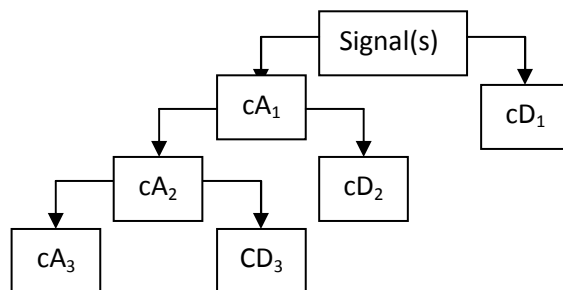 Signal(s)
cA₁
cD₁
cA₂
cD₂
cA₃
CD₃